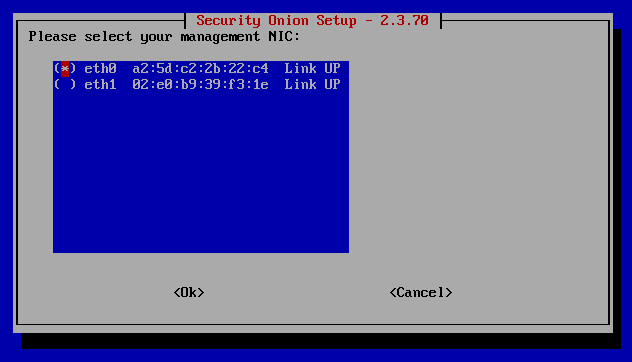 Security Onion Setup - 2.3.70
Please select your management NIC:
(*) eth0  a2:5d:c2:2b:22:c4  Link UP
( ) eth1  02:e0:b9:39:f3:1e  Link UP
<Ok>
<Cancel>